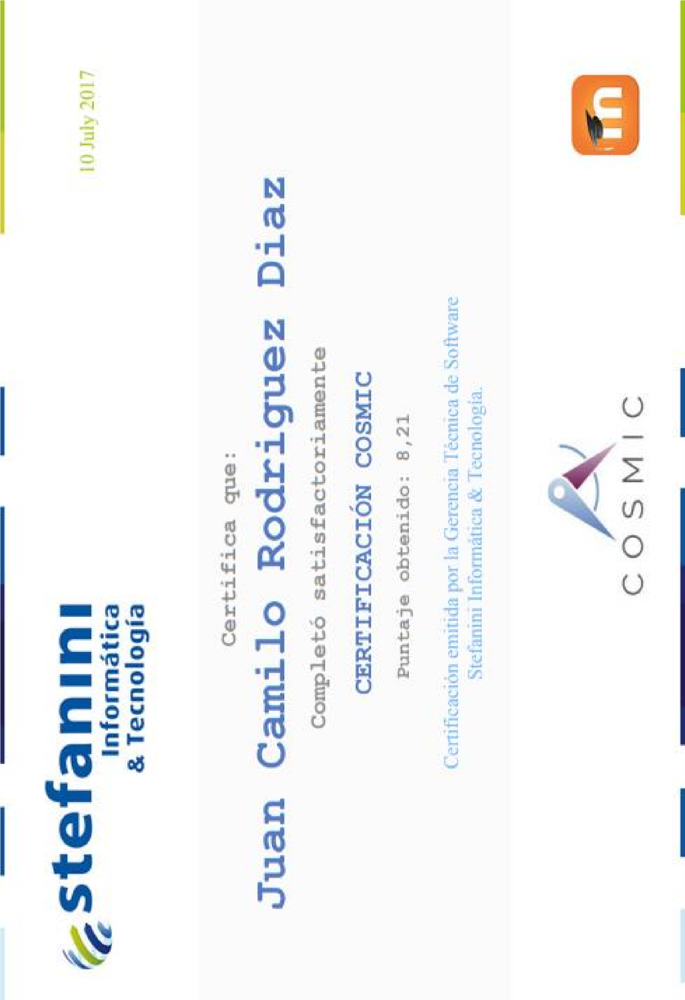 stefanini
Informática
& Tecnología
10 July 2017
Certifica que:
Juan Camilo Rodriguez Diaz
Completó satisfactoriamente
CERTIFICACIÓN COSMIC
Puntaje obtenido: 8,21
Certificación emitida por la Gerencia Técnica de Software
Stefanini Informática & Tecnologia.
COSMIC
m